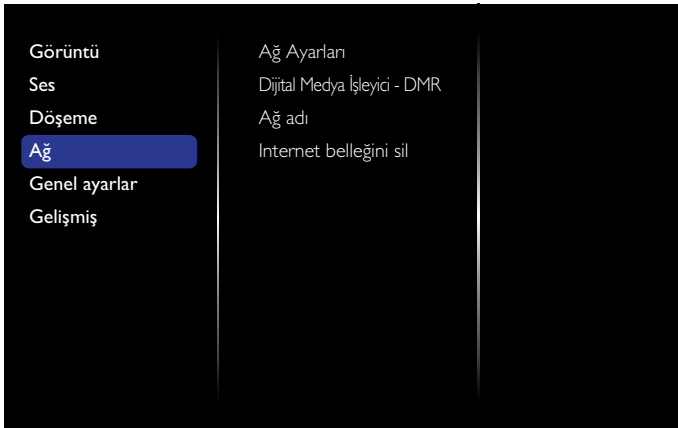 Görüntü
Ses
Döşeme
Ağ
Genel ayarlar
Gelişmiş
Ağ Ayarları
Dijital Medya İşleyici - DMR
Ağ adı
Internet belleğini sil